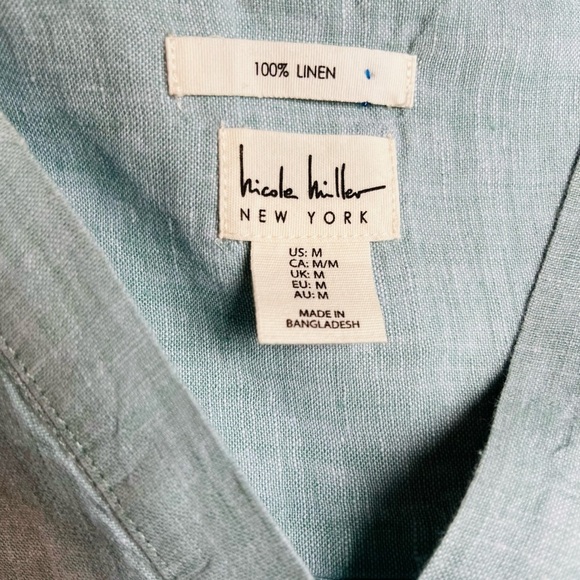 100% LINEN
Nicole Miller
NEW YORK
US: M
CA: M/M
UK: M
EU: M
AU: M
MADE IN
BANGLADESH